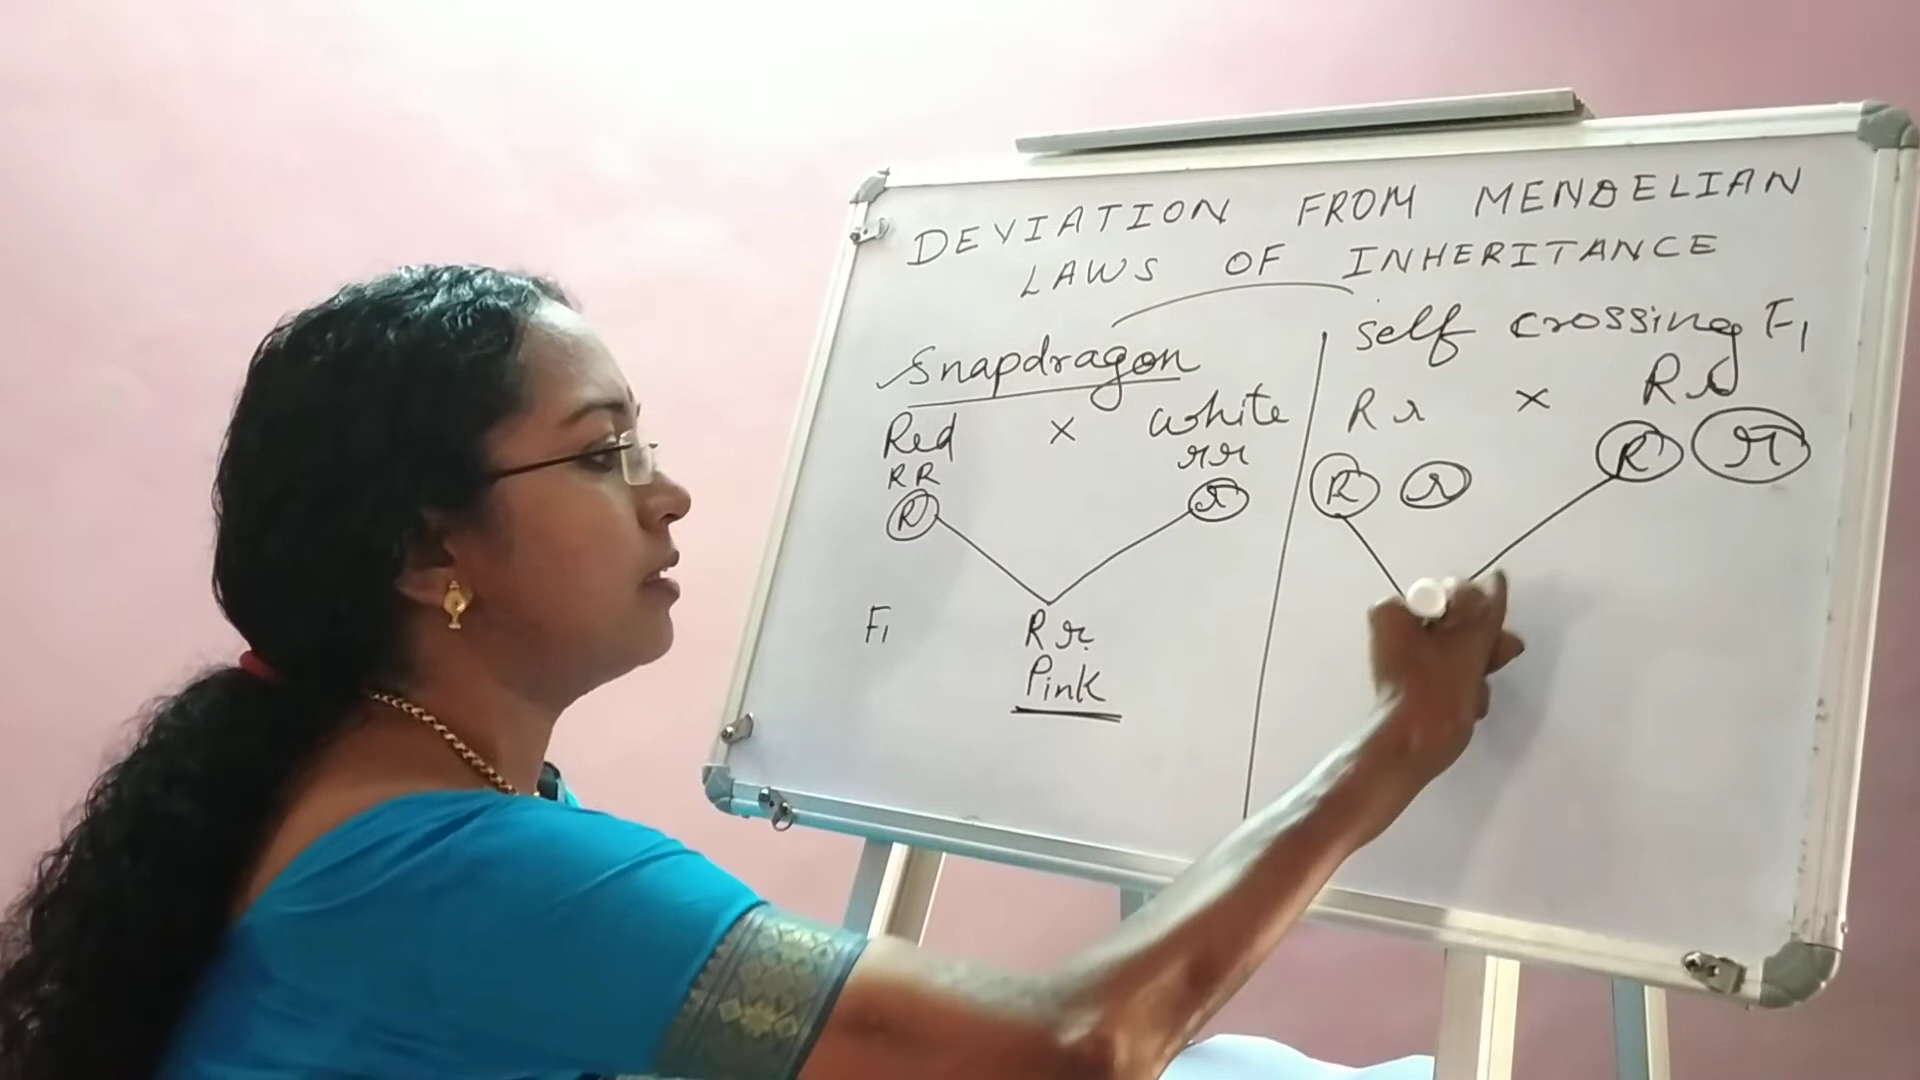 DEVIATION FROM MENDELIAN
LAWS OF INHERITANCE
Snapdragon
Red × white
RR rr
R r
F1 Rr
Pink
Self crossing F1
Rr × Rr
R r R r